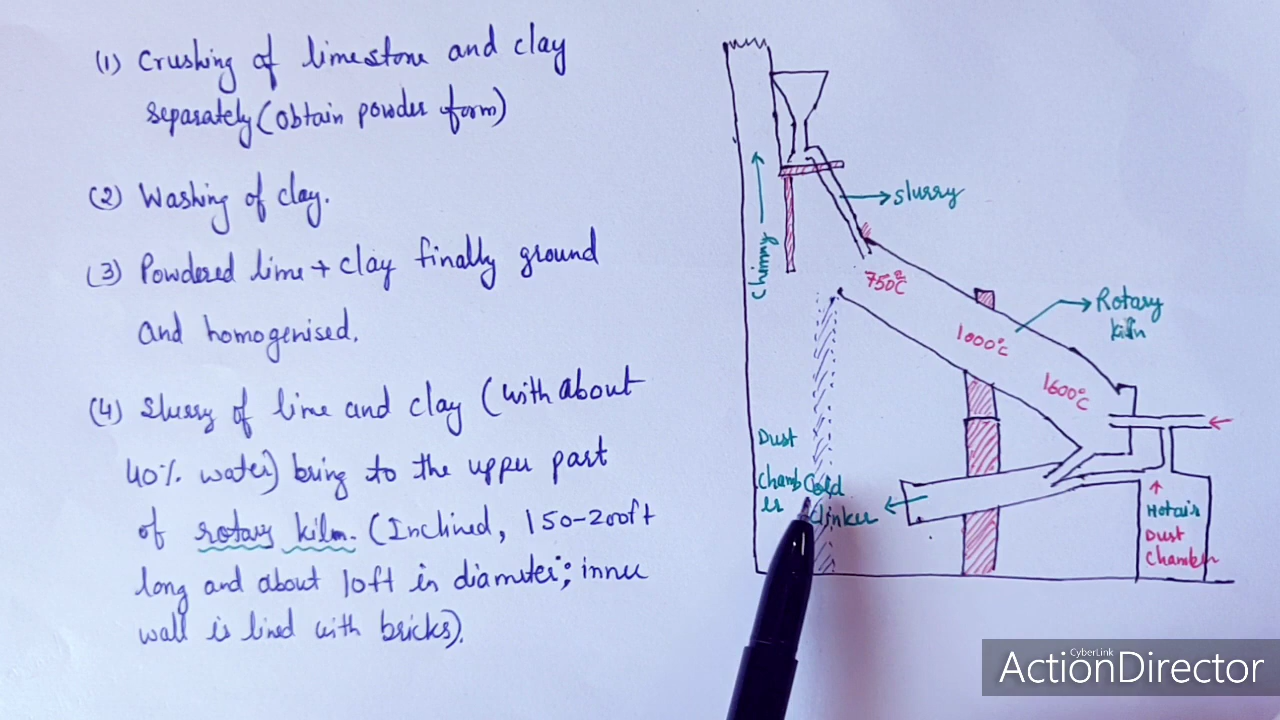 (1) Crushing of limestone and clay
separately (obtain powder form)
(2) Washing of clay.
(3) Powdered lime + clay finally ground
and homogenised.
(4) Slurry of lime and clay (with about
40% water) bring to the upper part
of rotary kiln. (Inclined, 150-200ft
long and about 10ft in diameter; inner
wall is lined with bricks).
slurry
Chimny
750°C
Rotary
kiln
1000°C
1600°C
Dust
Chamb
er
Cold
clinker
Hotair
Dust
Chamber
CyberLink
ActionDirector